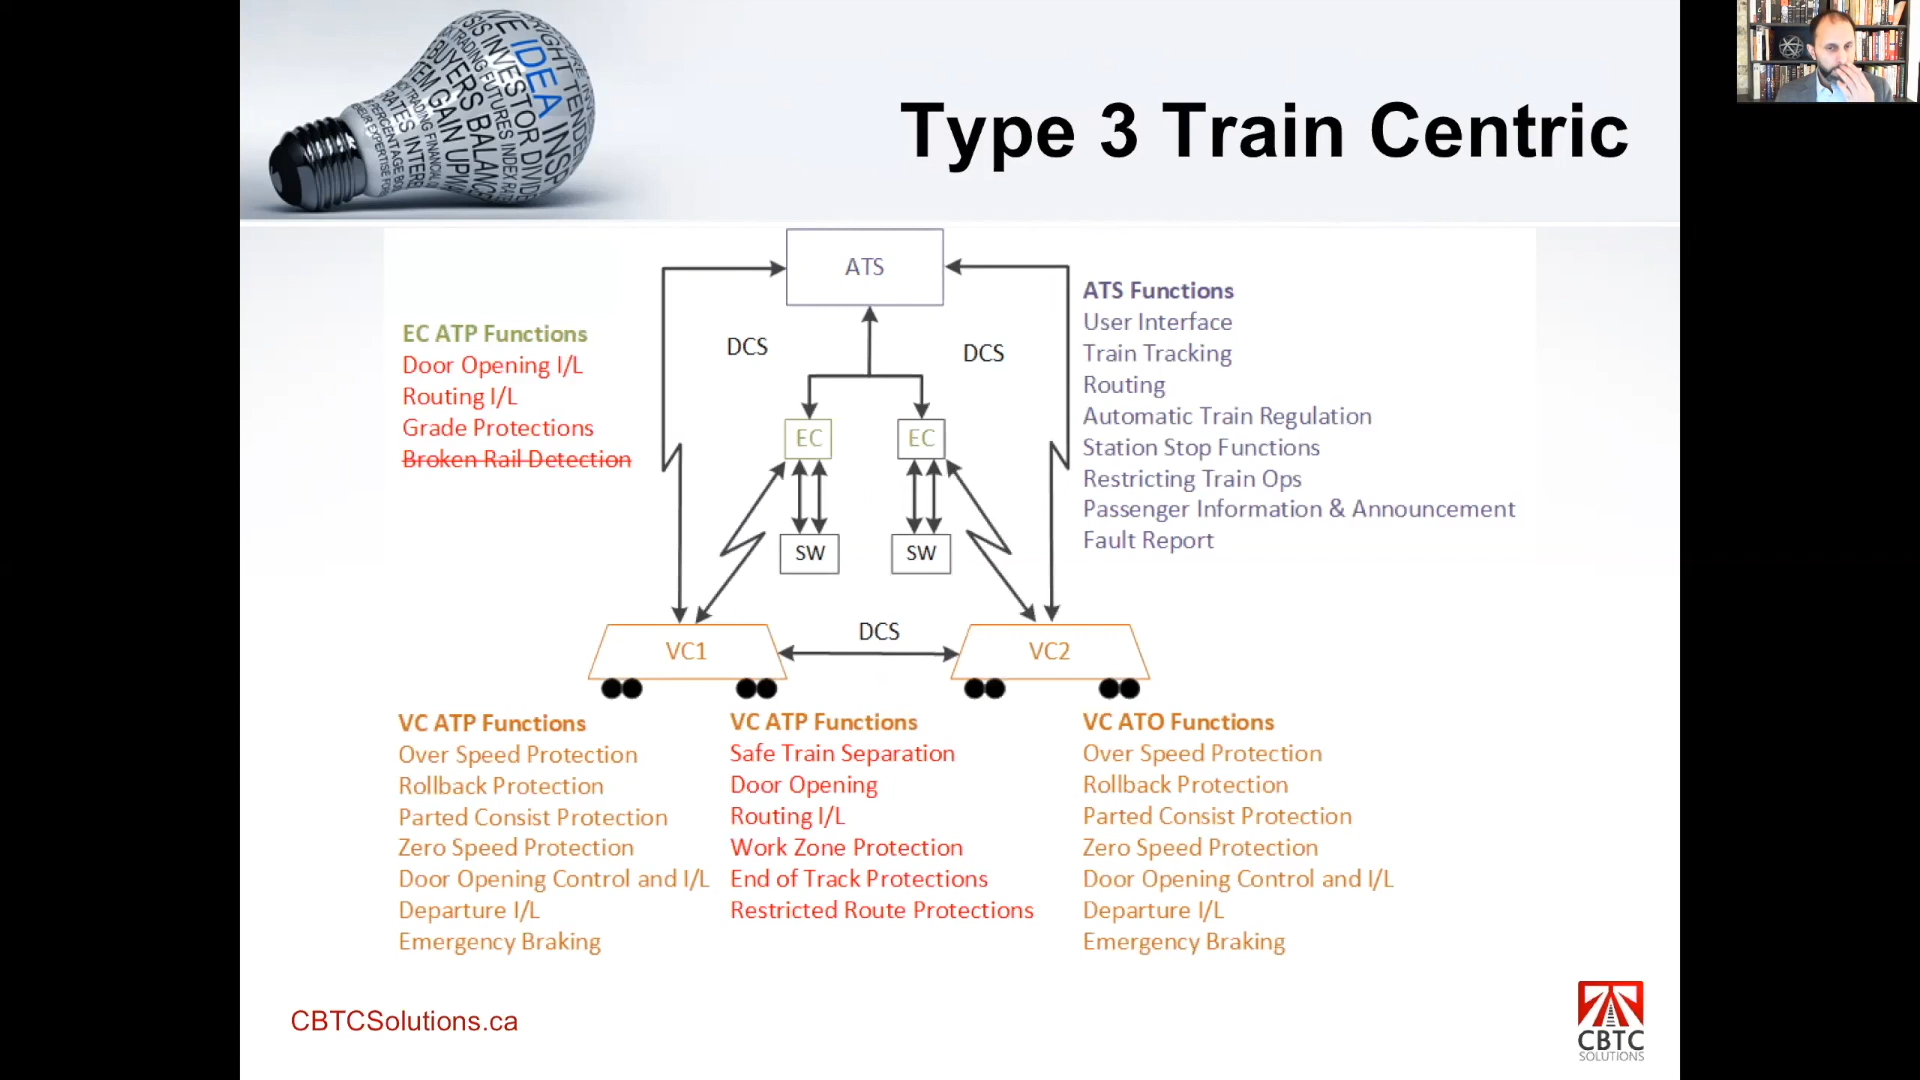 IDEA
Type 3 Train Centric
ATS
DCS
DCS
EC ATP Functions
Door Opening I/L
Routing I/L
Grade Protections
Broken Rail Detection
ATS Functions
User Interface
Train Tracking
Routing
Automatic Train Regulation
Station Stop Functions
Restricting Train Ops
Passenger Information & Announcement
Fault Report
EC
EC
SW
SW
DCS
VC1
VC2
VC ATP Functions
Over Speed Protection
Rollback Protection
Parted Consist Protection
Zero Speed Protection
Door Opening Control and I/L
Departure I/L
Emergency Braking
VC ATP Functions
Safe Train Separation
Door Opening
Routing I/L
Work Zone Protection
End of Track Protections
Restricted Route Protections
VC ATO Functions
Over Speed Protection
Rollback Protection
Parted Consist Protection
Zero Speed Protection
Door Opening Control and I/L
Departure I/L
Emergency Braking
CBTCSolutions.ca
CBTC
SOLUTIONS